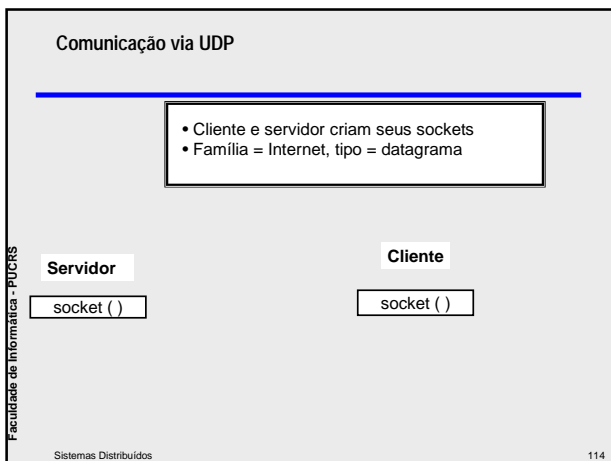 Comunicação via UDP
• Cliente e servidor criam seus sockets
• Família = Internet, tipo = datagrama
Servidor
Cliente
socket ( )
socket ( )
Faculdade de Informática - PUCRS
Sistemas Distribuídos
114